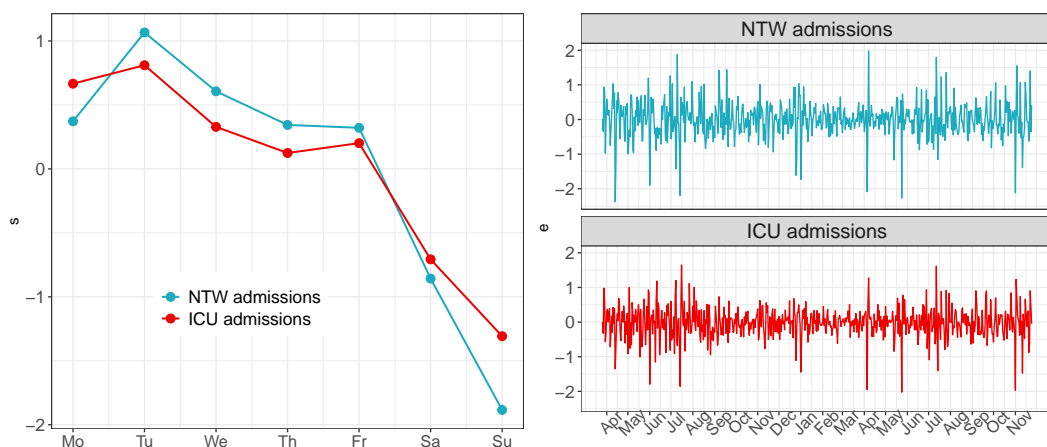 1
0
−1
−2
s
NTW admissions
ICU admissions
Mo Tu We Th Fr Sa Su
NTW admissions
2
1
0
−1
−2
e
ICU admissions
2
1
0
−1
−2
Apr May Jun Jul Aug Sep Oct Nov Dec Jan Feb Mar Apr May Jun Jul Aug Sep Oct Nov